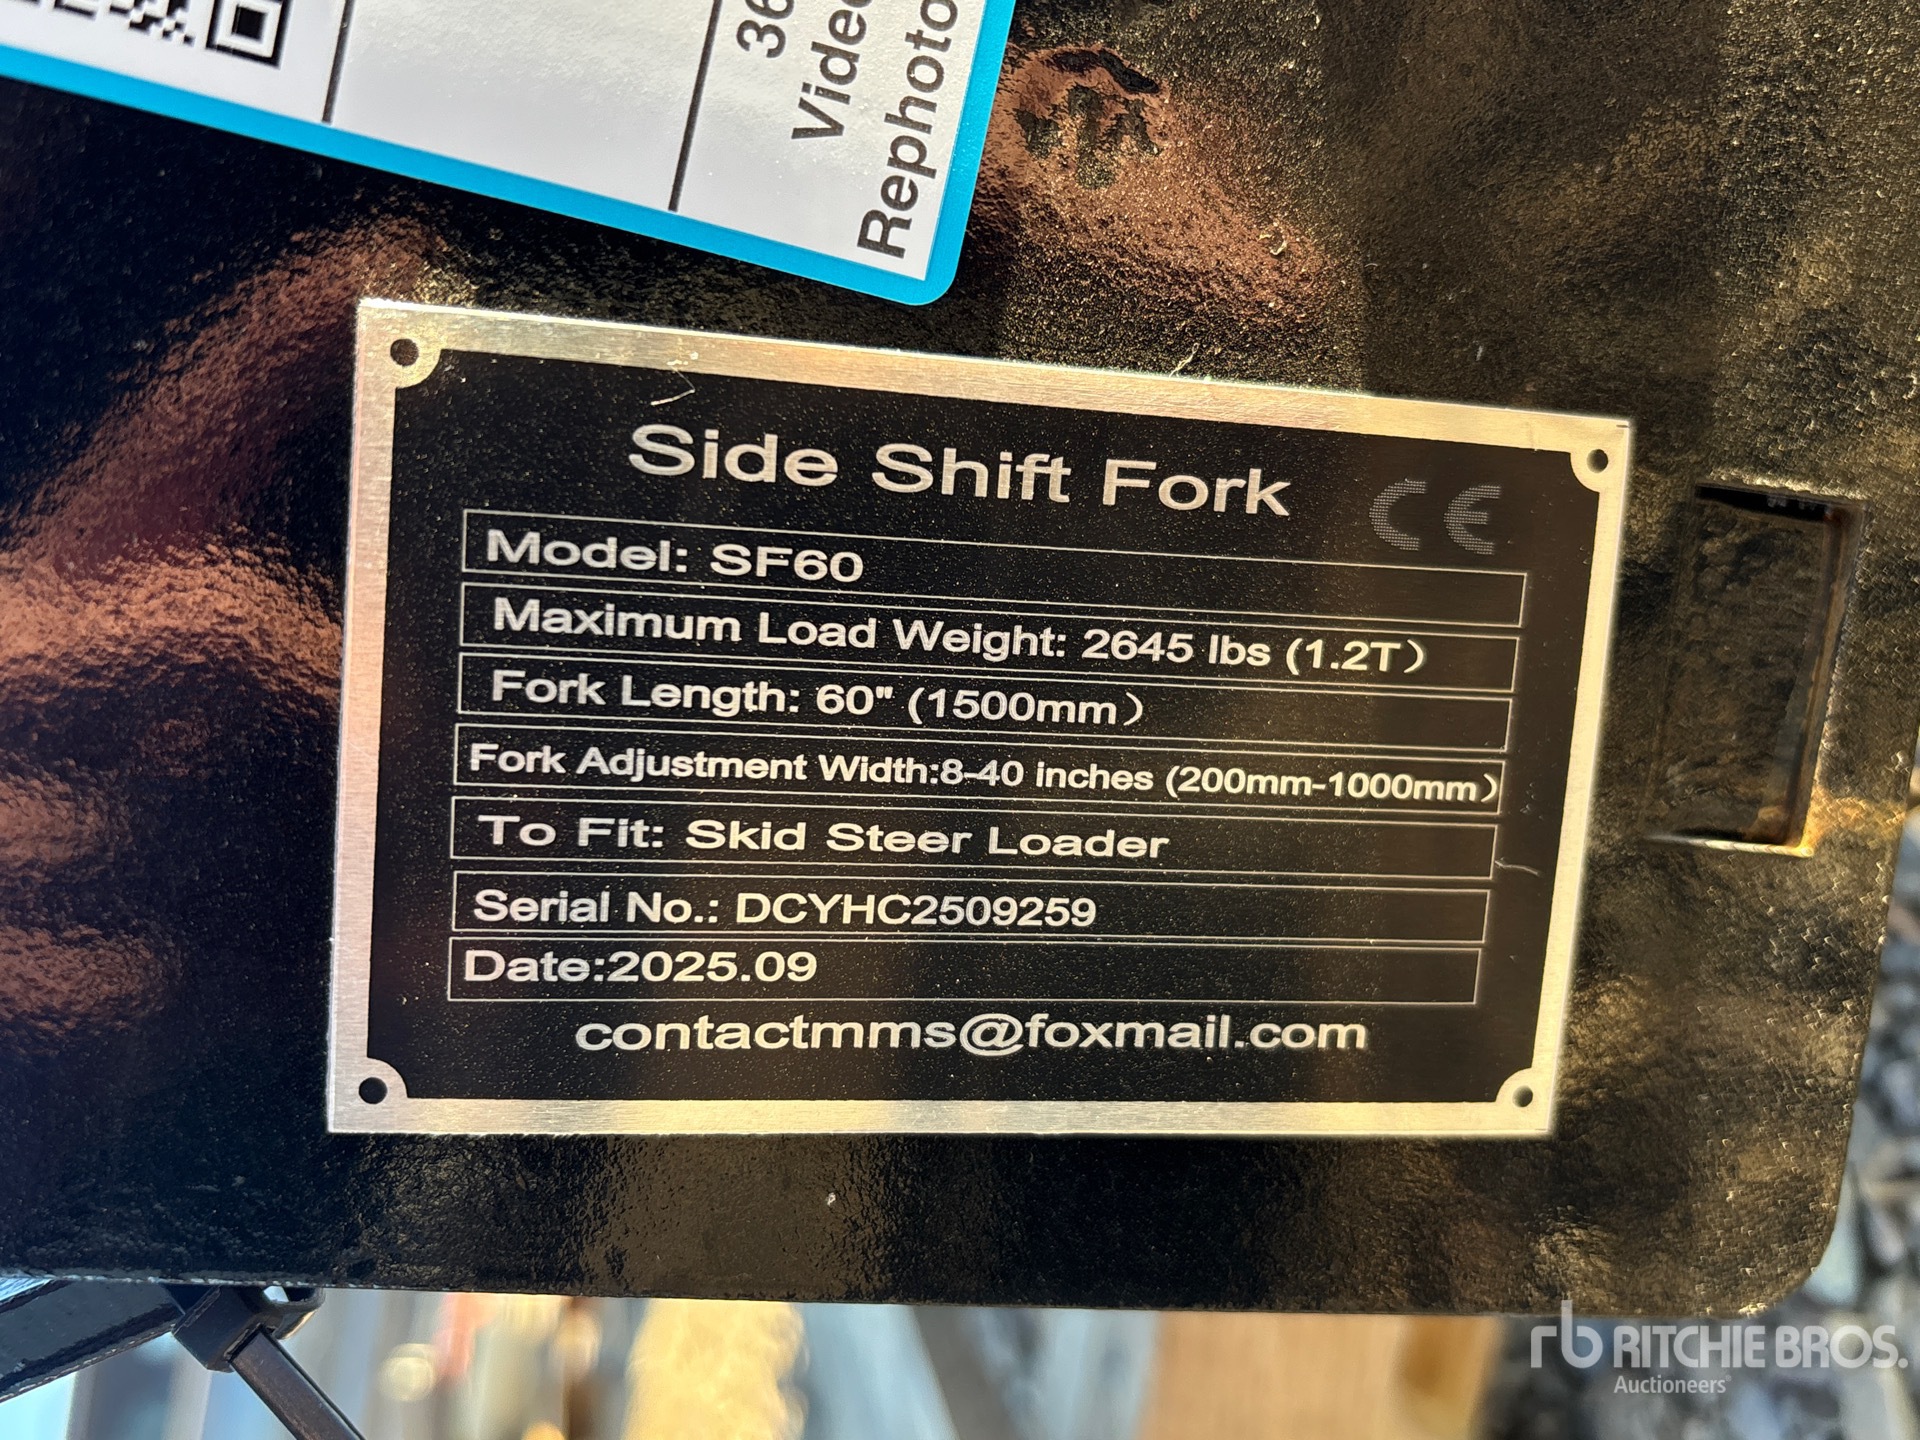 Rephoto
Side Shift Fork
CE
Model: SF60
Maximum Load Weight: 2645 lbs (1.2T)
Fork Length: 60" (1500mm)
Fork Adjustment Width:8-40 inches (200mm-1000mm)
To Fit: Skid Steer Loader
Serial No.: DCYHC2509259
Date:2025.09
contactmms@foxmail.com
rb RITCHIE BROS.
Auctioneers